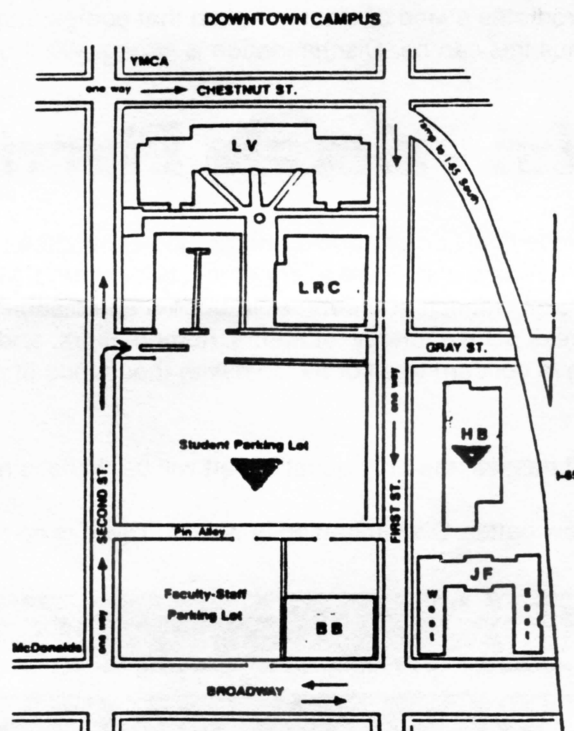 DOWNTOWN CAMPUS
YMCA
one way
CHESTNUT ST.
LV
ramp to I-65 South
LRC
GRAY ST.
one way
Student Parking Lot
HB
I-65
SECOND ST.
FIRST ST.
Pin Alley
JF
Faculty-Staff
Parking Lot
West
East
BB
one way
McDonalds
BROADWAY